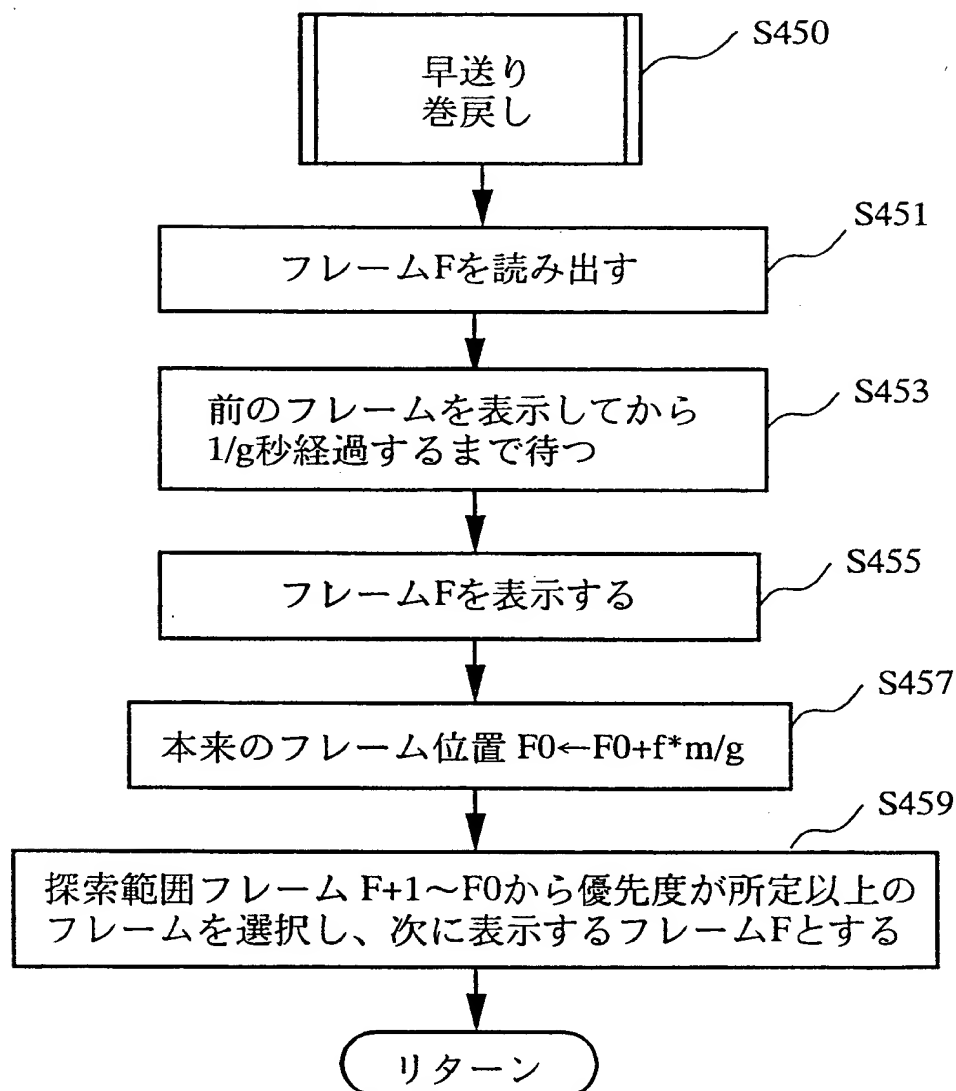 早送り
巻戻し
S450
フレームFを読み出す
S451
前のフレームを表示してから
1/g秒経過するまで待つ
S453
フレームFを表示する
S455
本来のフレーム位置 F0←F0+f*m/g
S457
探索範囲フレーム F+1〜F0から優先度が所定以上の
フレームを選択し、次に表示するフレームFとする
S459
リターン